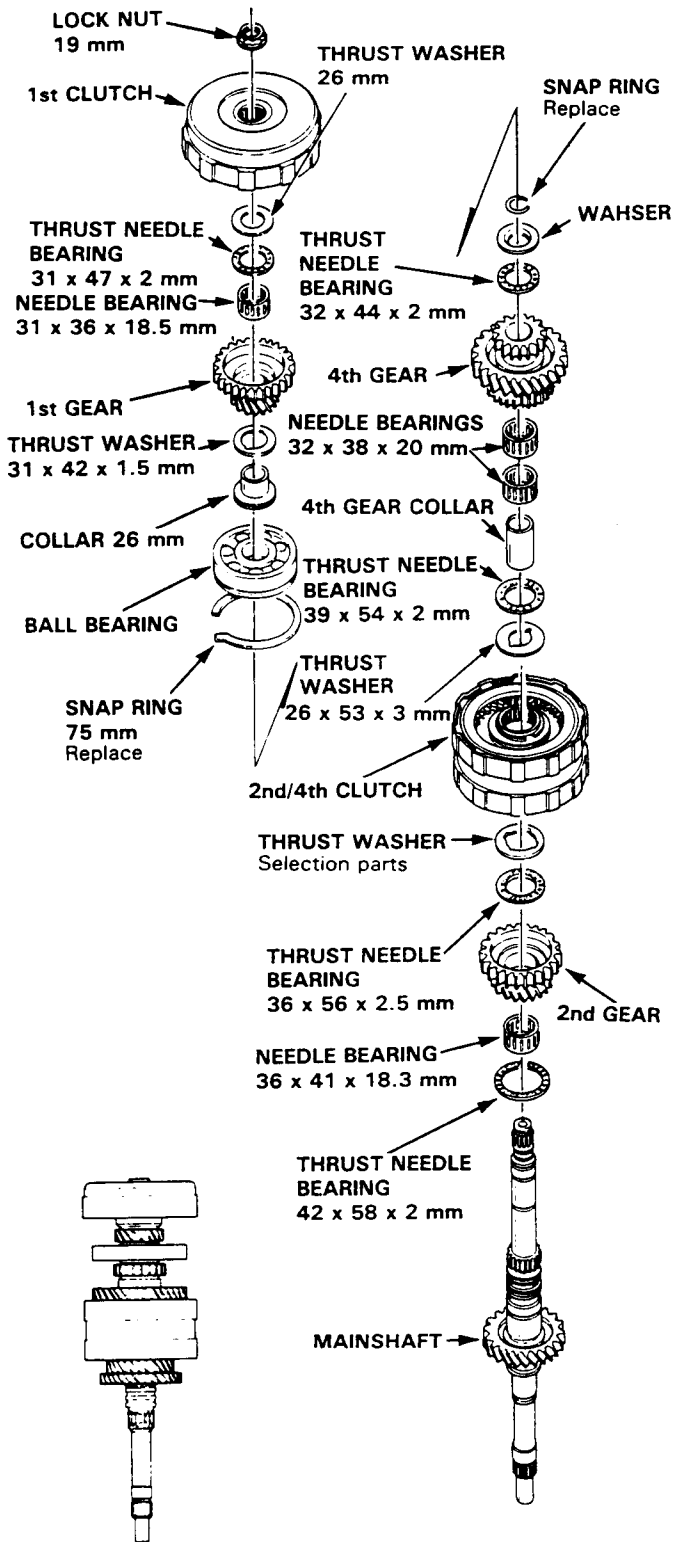 LOCK NUT
19 mm
THRUST WASHER
26 mm
1st CLUTCH
SNAP RING
Replace
WAHSER
THRUST NEEDLE
BEARING
31 x 47 x 2 mm
NEEDLE BEARING
31 x 36 x 18.5 mm
THRUST
NEEDLE
BEARING
32 x 44 x 2 mm
4th GEAR
1st GEAR
NEEDLE BEARINGS
32 x 38 x 20 mm
THRUST WASHER
31 x 42 x 1.5 mm
4th GEAR COLLAR
COLLAR 26 mm
THRUST NEEDLE
BEARING
39 x 54 x 2 mm
BALL BEARING
THRUST
WASHER
26 x 53 x 3 mm
SNAP RING
75 mm
Replace
2nd/4th CLUTCH
THRUST WASHER
Selection parts
THRUST NEEDLE
BEARING
36 x 56 x 2.5 mm
2nd GEAR
NEEDLE BEARING
36 x 41 x 18.3 mm
THRUST NEEDLE
BEARING
42 x 58 x 2 mm
MAINSHAFT